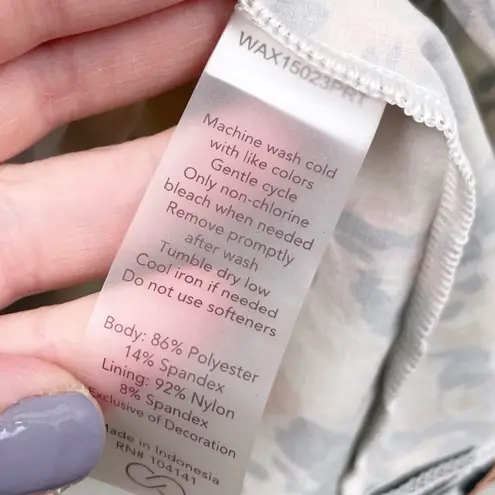 WAX15023PRT
Machine wash cold
with like colors
Gentle cycle
Only non-chlorine
bleach when needed
Remove promptly
after wash
Tumble dry low
Cool iron if needed
Do not use softeners
Body: 86% Polyester
14% Spandex
Lining: 92% Nylon
8% Spandex
Exclusive of Decoration
Made in Indonesia
RN# 104141